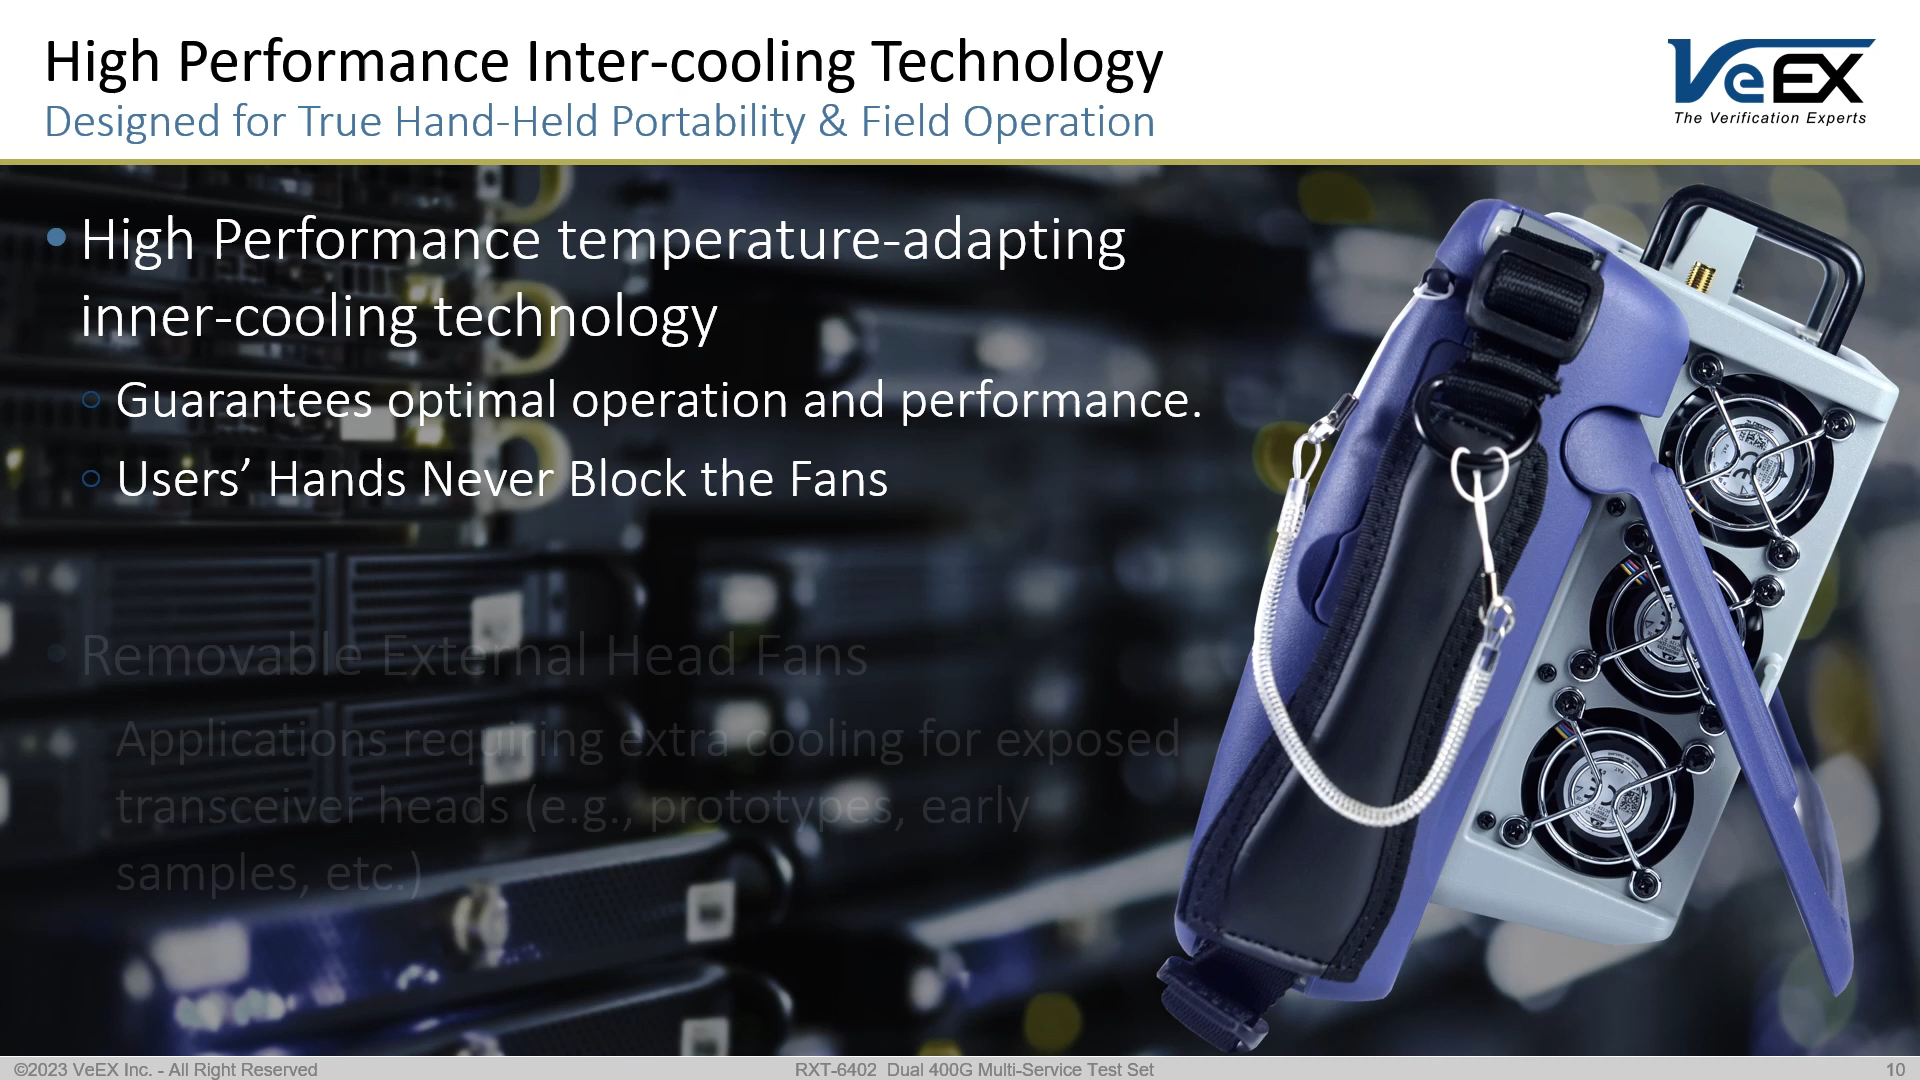 High Performance Inter-cooling Technology
Designed for True Hand-Held Portability & Field Operation
VeEX
The Verification Experts
• High Performance temperature-adapting
inner-cooling technology
○ Guarantees optimal operation and performance.
○ Users’ Hands Never Block the Fans
• Removable External Head Fans
Applications requiring extra cooling for exposed
transceiver heads (e.g., prototypes, early
samples, etc.)
©2023 VeEX Inc. - All Right Reserved
RXT-6402 Dual 400G Multi-Service Test Set
10